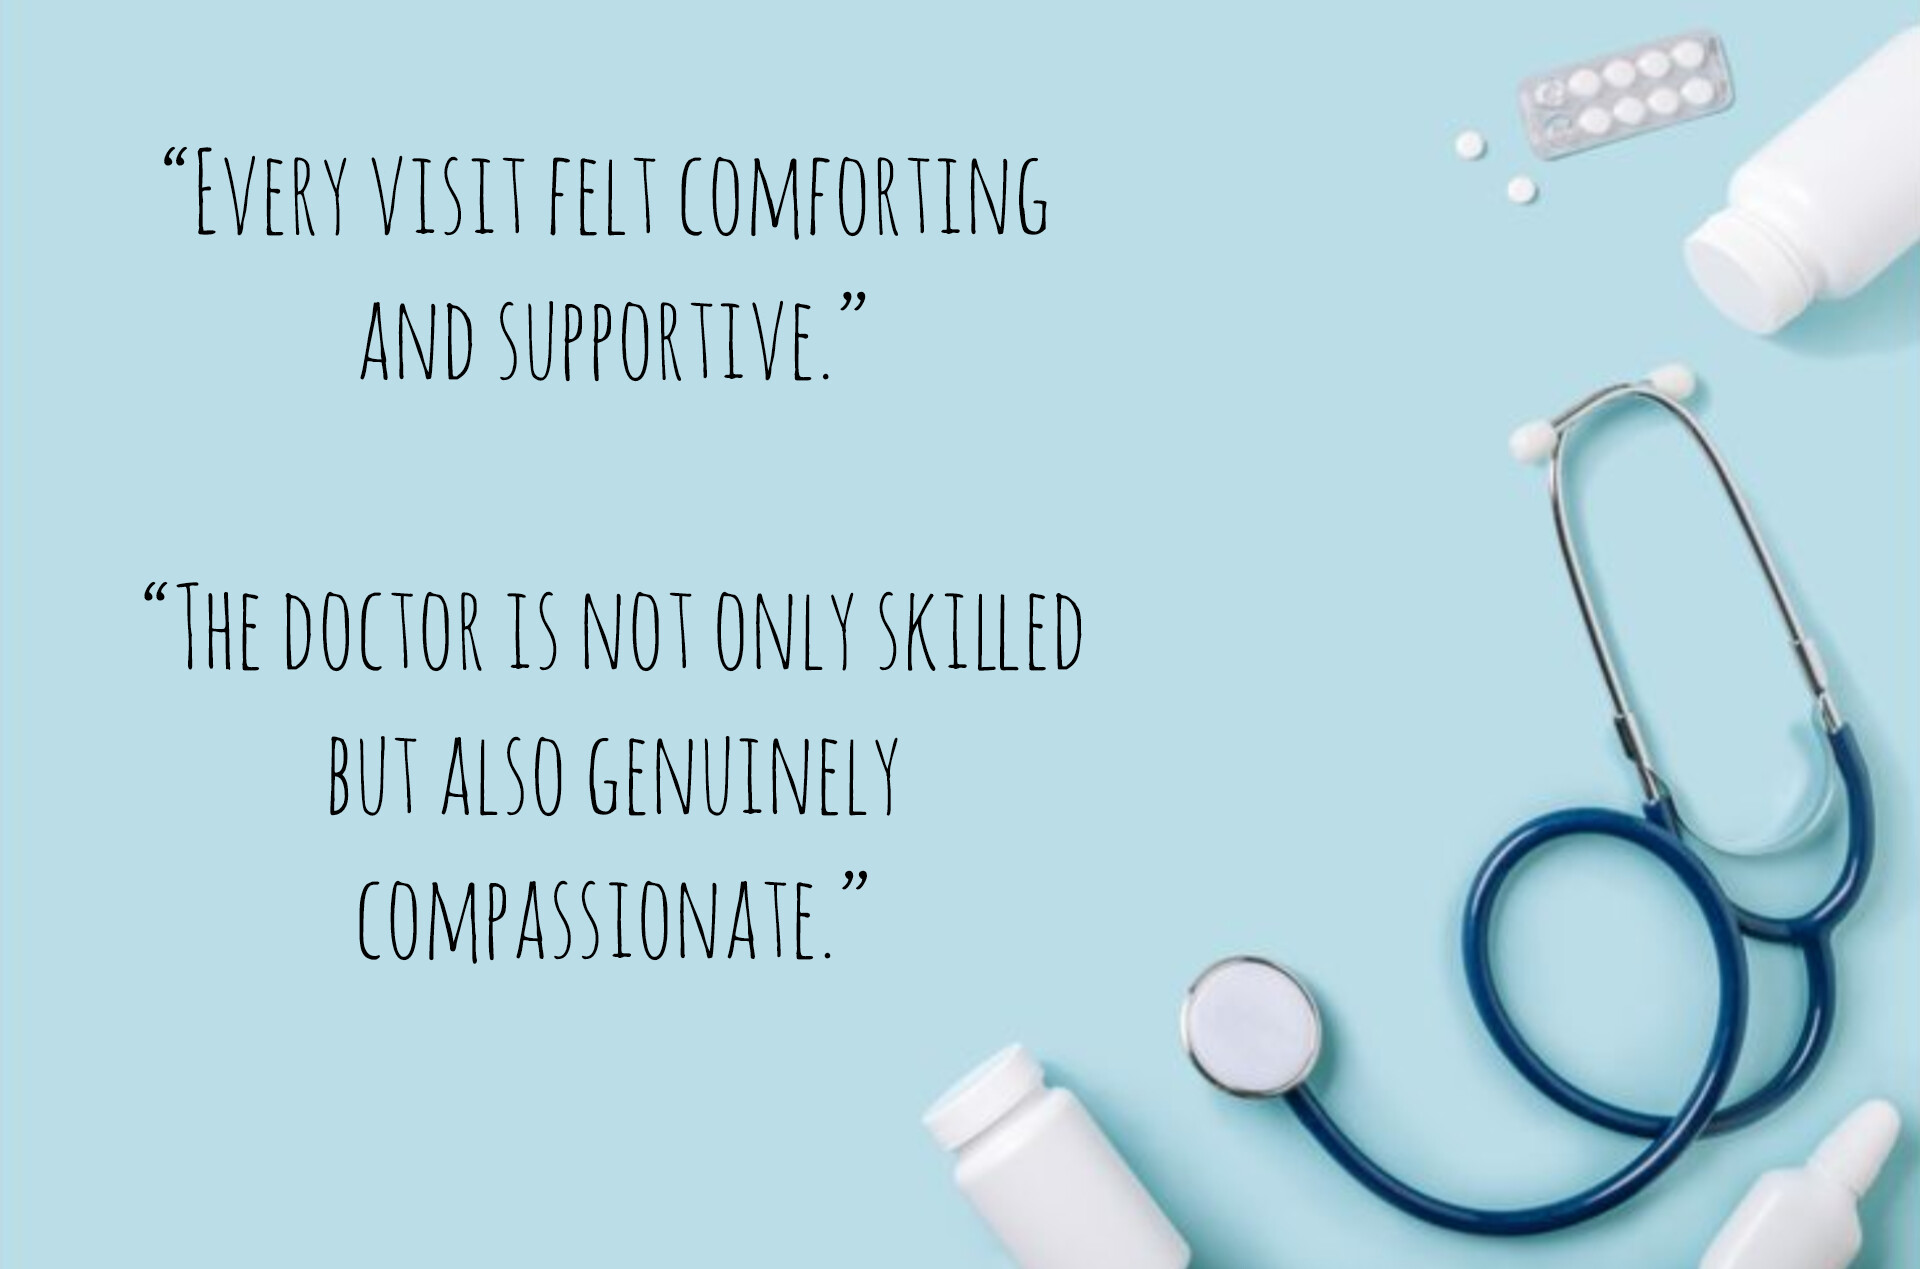 “Every visit felt comforting
and supportive.”
“The doctor is not only skilled
but also genuinely
compassionate.”